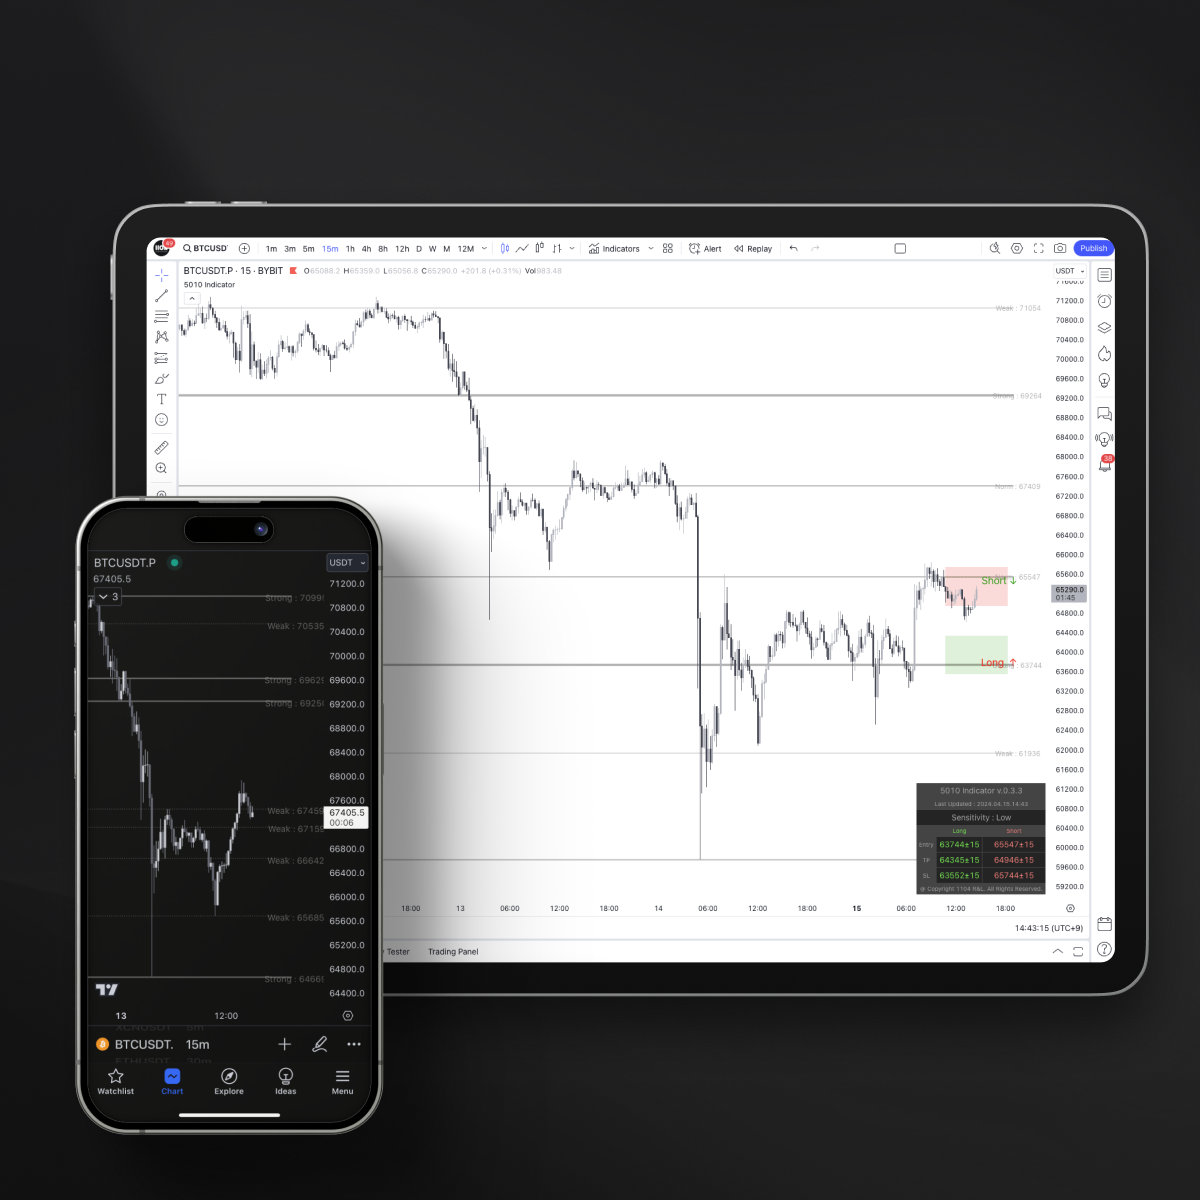 49
BTCUSD
1m 3m 5m 15m 1h 4h 8h 12h D W M 12M
Indicators
Alert
Replay
Publish
BTCUSDT.P · 15 · BYBIT O65088.2 H65359.0 L65056.8 C65290.0 +201.8 (+0.31%) Vol983.48
5010 Indicator
USDT
71600.0
71200.0
70800.0
70400.0
70000.0
69600.0
69200.0
68800.0
68400.0
68000.0
67600.0
67200.0
66800.0
66400.0
66000.0
65600.0
65290.0
01:45
64800.0
64400.0
64000.0
63600.0
63200.0
62800.0
62400.0
62000.0
61600.0
61200.0
60800.0
60400.0
60000.0
59600.0
59200.0
Weak : 71054
Strong : 69264
Norm : 67409
65547
Short ↓
Long ↑
: 63744
Weak : 61936
38
5010 Indicator v.0.3.3
Last Updated : 2024.04.15.14:43
Sensitivity : Low
Long Short
Entry 63744±15 65547±15
TP 64345±15 64946±15
SL 63552±15 65744±15
@ Copyright 1104 R&L. All Rights Reserved.
18:00 13 06:00 12:00 18:00 14 06:00 12:00 18:00 15 06:00 12:00 18:00
14:43:15 (UTC+9)
Tester
Trading Panel
BTCUSDT.P
USDT
67405.5
3
71200.0
70800.0
70400.0
70000.0
69600.0
69200.0
68800.0
68400.0
68000.0
67600.0
67405.5
00:06
66800.0
66400.0
66000.0
65600.0
65200.0
64800.0
64400.0
Strong : 7099
Weak : 70535
Strong : 6962
Strong : 6925
Weak : 67459
Weak : 67159
Weak : 66642
Weak : 65685
Strong : 6466
13 12:00
XCNUSDT 5m
BTCUSDT. 15m
ETHUSDT 30m
Watchlist
Chart
Explore
Ideas
Menu